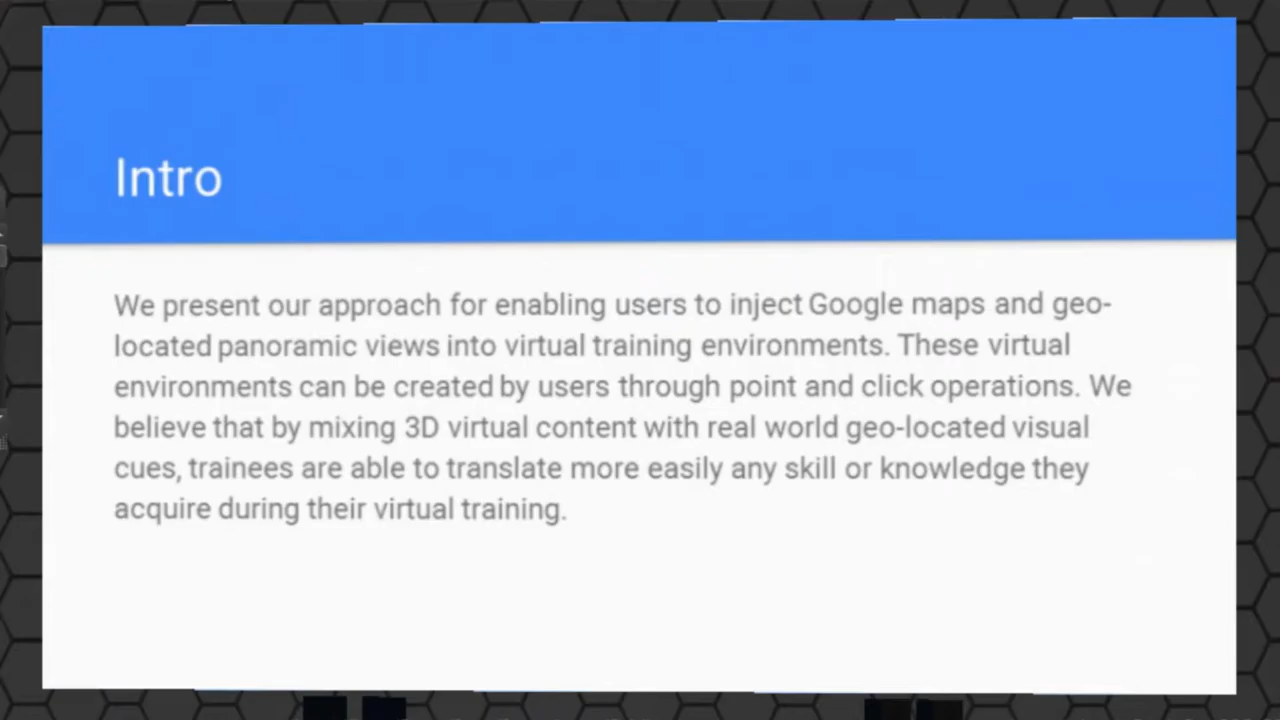 Intro
We present our approach for enabling users to inject Google maps and geo-
located panoramic views into virtual training environments. These virtual
environments can be created by users through point and click operations. We
believe that by mixing 3D virtual content with real world geo-located visual
cues, trainees are able to translate more easily any skill or knowledge they
acquire during their virtual training.